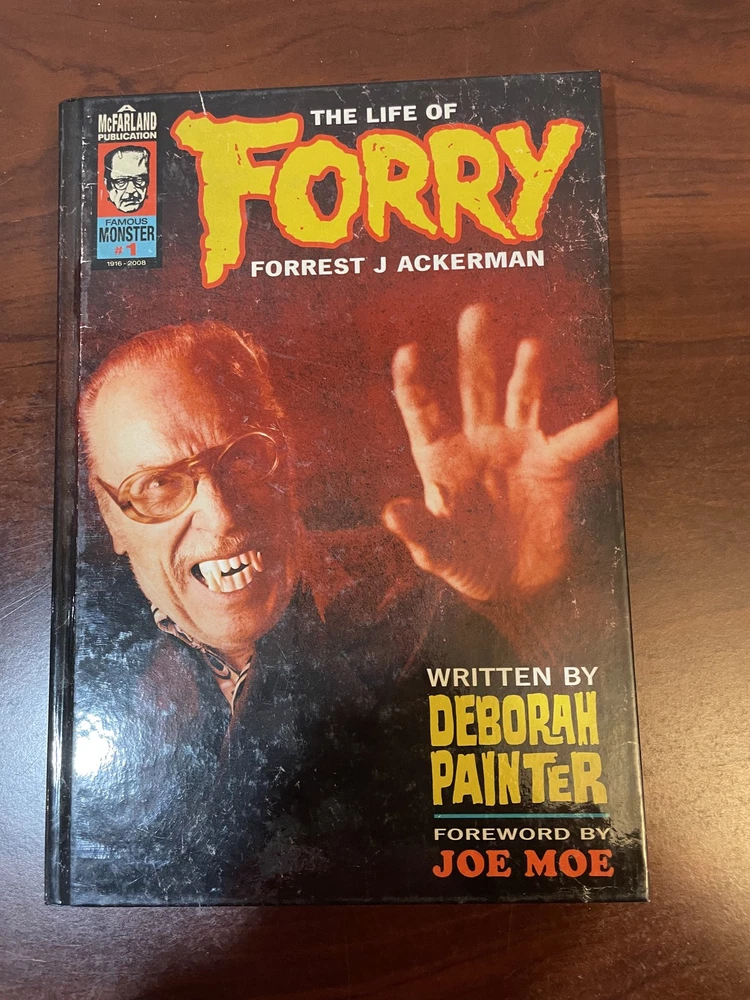 A
McFARLAND
PUBLICATION
FAMOUS
MONSTER
#1
1916-2008
THE LIFE OF
FORRY
FORREST J ACKERMAN
WRITTEN BY
DEBORAH
PAINTER
FOREWORD BY
JOE MOE